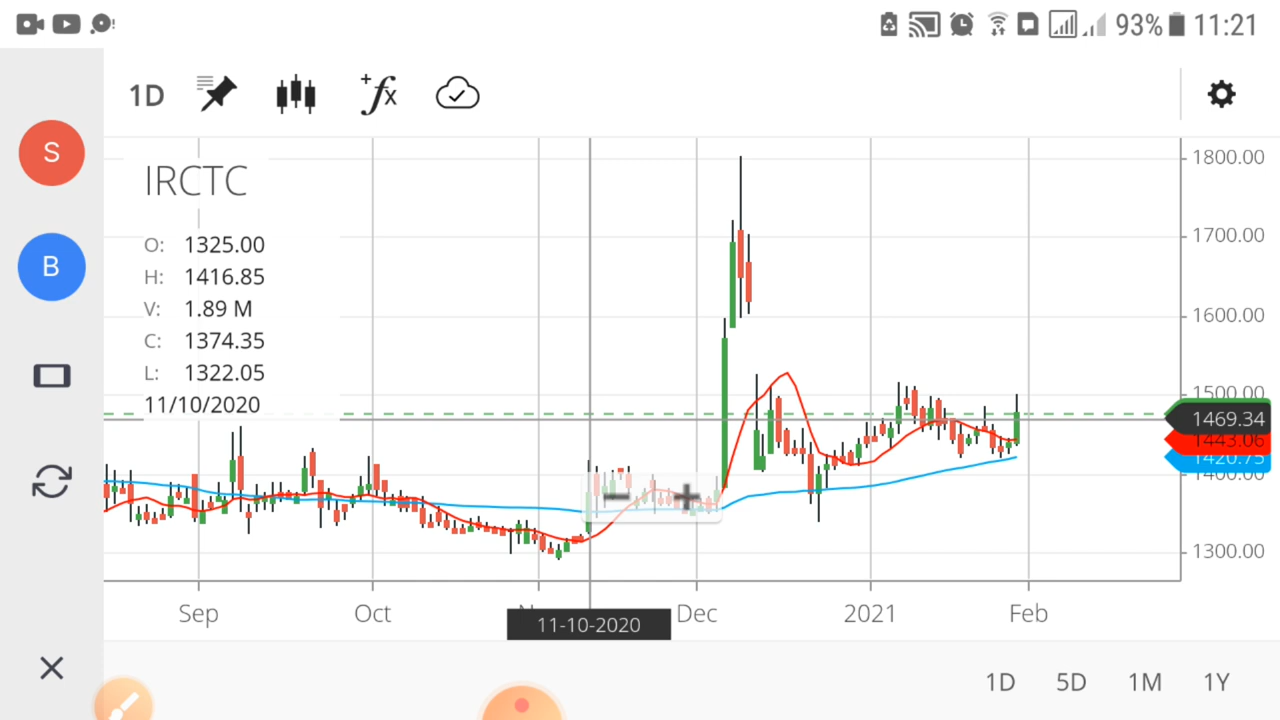 93% 11:21
1D fx
S
IRCTC
B
O: 1325.00
H: 1416.85
V: 1.89 M
C: 1374.35
L: 1322.05
11/10/2020
1800.00
1700.00
1600.00
1500.00
1469.34
1443.06
1420.75
1400.00
1300.00
Sep Oct Dec 2021 Feb
11-10-2020
1D 5D 1M 1Y